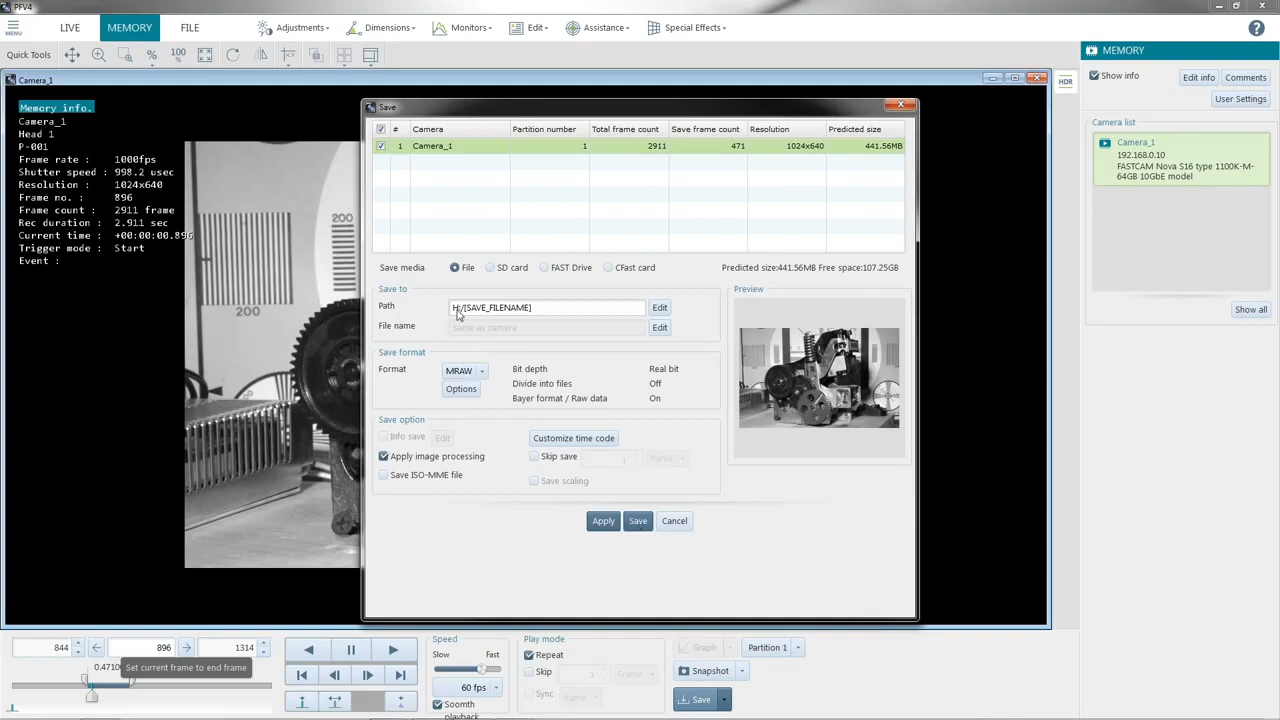 PFV4
MENU
LIVE
MEMORY
FILE
Adjustments
Dimensions
Monitors
Edit
Assistance
Special Effects
Quick Tools
%
100
%
MEMORY
Camera_1
HDR
Show info
Edit info
Comments
User Settings
Camera list
Camera_1
192.168.0.10
FASTCAM Nova S16 type 1100K-M-
64GB 10GbE model
Show all
Memory info.
Camera_1
Head 1
P-001
Frame rate : 1000fps
Shutter speed : 998.2 usec
Resolution : 1024x640
Frame no. : 896
Frame count : 2911 frame
Rec duration : 2.911 sec
Current time : +00:00:00.896
Trigger mode : Start
Event :
200
200
Save
# Camera Partition number Total frame count Save frame count Resolution Predicted size
1 Camera_1 1 2911 471 1024x640 441.56MB
Save media File SD card FAST Drive CFast card Predicted size:441.56MB Free space:107.25GB
Save to
Path H:/[SAVE_FILENAME] Edit
File name Same as camera Edit
Preview
Save format
Format MRAW Bit depth Real bit
Options Divide into files Off
Bayer format / Raw data On
Save option
Info save Edit Customize time code
Apply image processing Skip save 1 frame
Save ISO-MME file Save scaling
Apply Save Cancel
844 896 1314
0.4710
Set current frame to end frame
Speed
Slow Fast
60 fps
Soomth
playback
Play mode
Repeat
Skip 1 Frame
Sync frame
Graph
Partition 1
Snapshot
Save